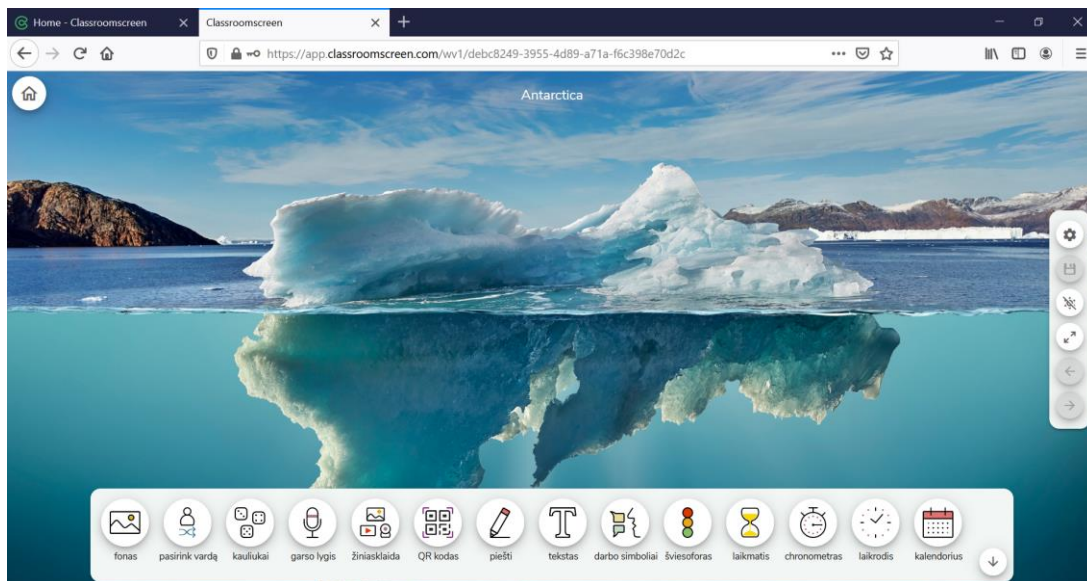 Home - Classroomscreen
Classroomscreen
https://app.classroomscreen.com/wv1/debc8249-3955-4d89-a71a-f6c398e70d2c
Antarctica
fonas pasirink vardą kauliukai garso lygis žiniasklaida QR kodas piešti tekstas darbo simboliai šviesoforas laikmatis chronometras laikrodis kalendorius